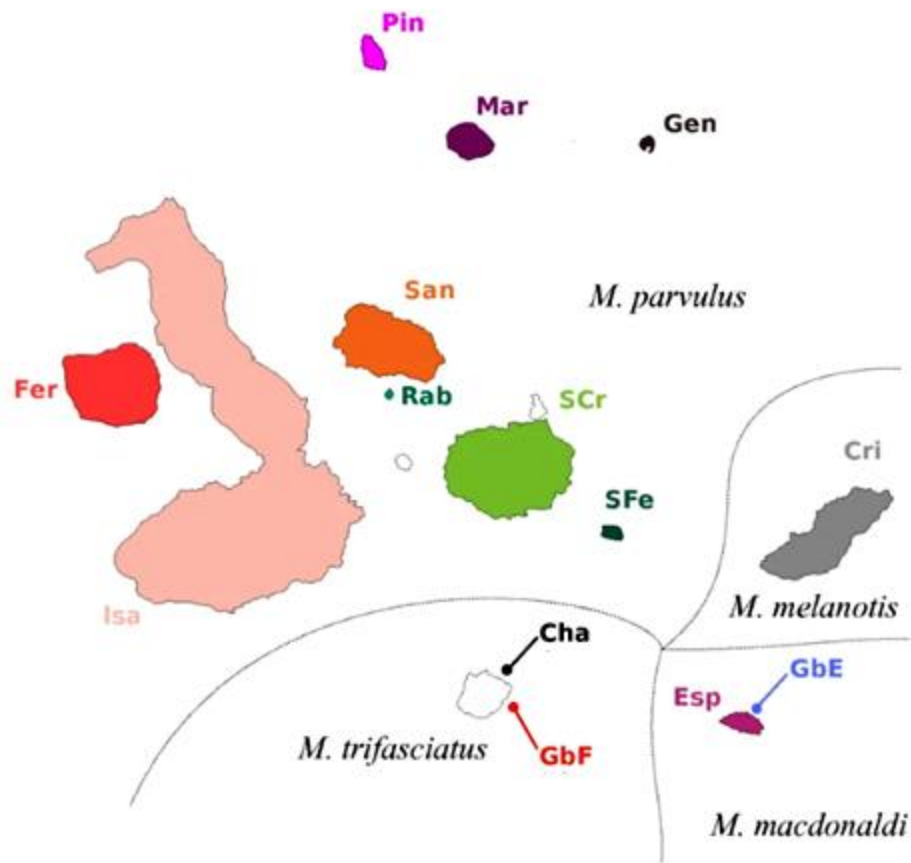 Pin
Mar
Gen
San
M. parvulus
Fer
Rab
SCr
Cri
SFe
Isa
M. melanotis
Cha
GbE
Esp
M. trifasciatus
GbF
M. macdonaldi